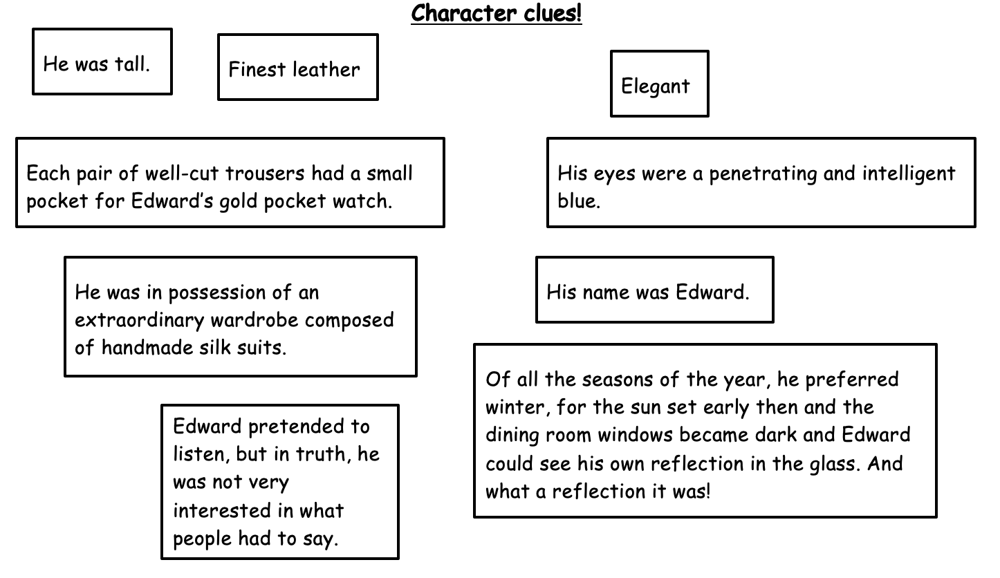 Character clues!
He was tall.
Finest leather
Elegant
Each pair of well-cut trousers had a small
pocket for Edward’s gold pocket watch.
His eyes were a penetrating and intelligent
blue.
He was in possession of an
extraordinary wardrobe composed
of handmade silk suits.
His name was Edward.
Of all the seasons of the year, he preferred
winter, for the sun set early then and the
dining room windows became dark and Edward
could see his own reflection in the glass. And
what a reflection it was!
Edward pretended to
listen, but in truth, he
was not very
interested in what
people had to say.